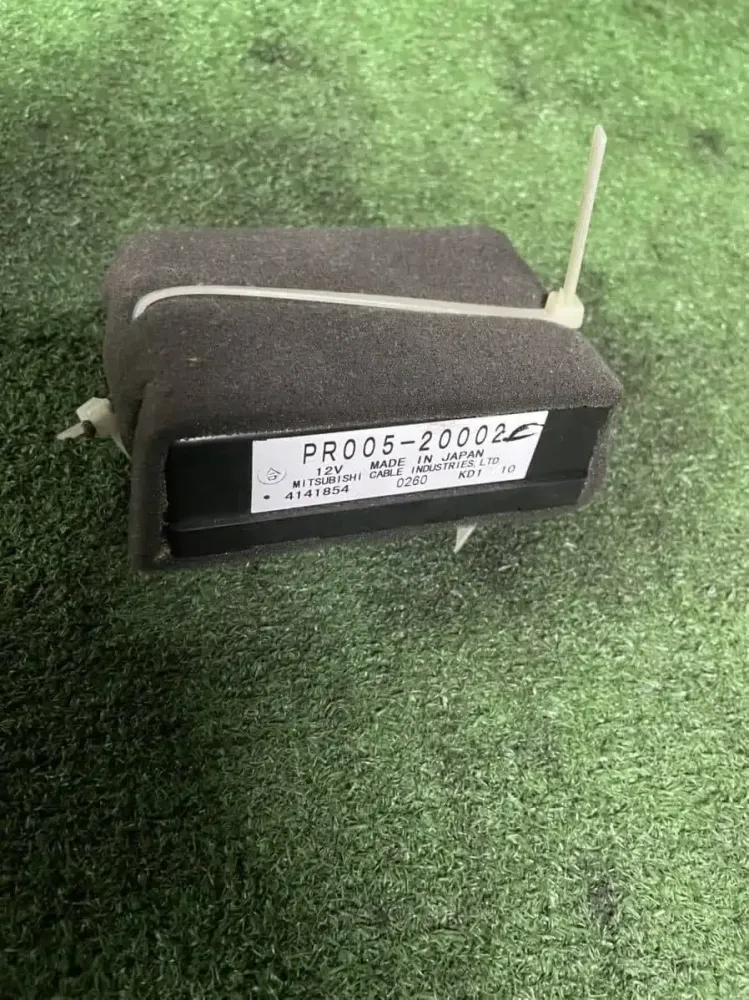 PR005-20002
12V MADE IN JAPAN
合 MITSUBISHI CABLE INDUSTRIES, LTD.
• 4141854 0260 KD1 10